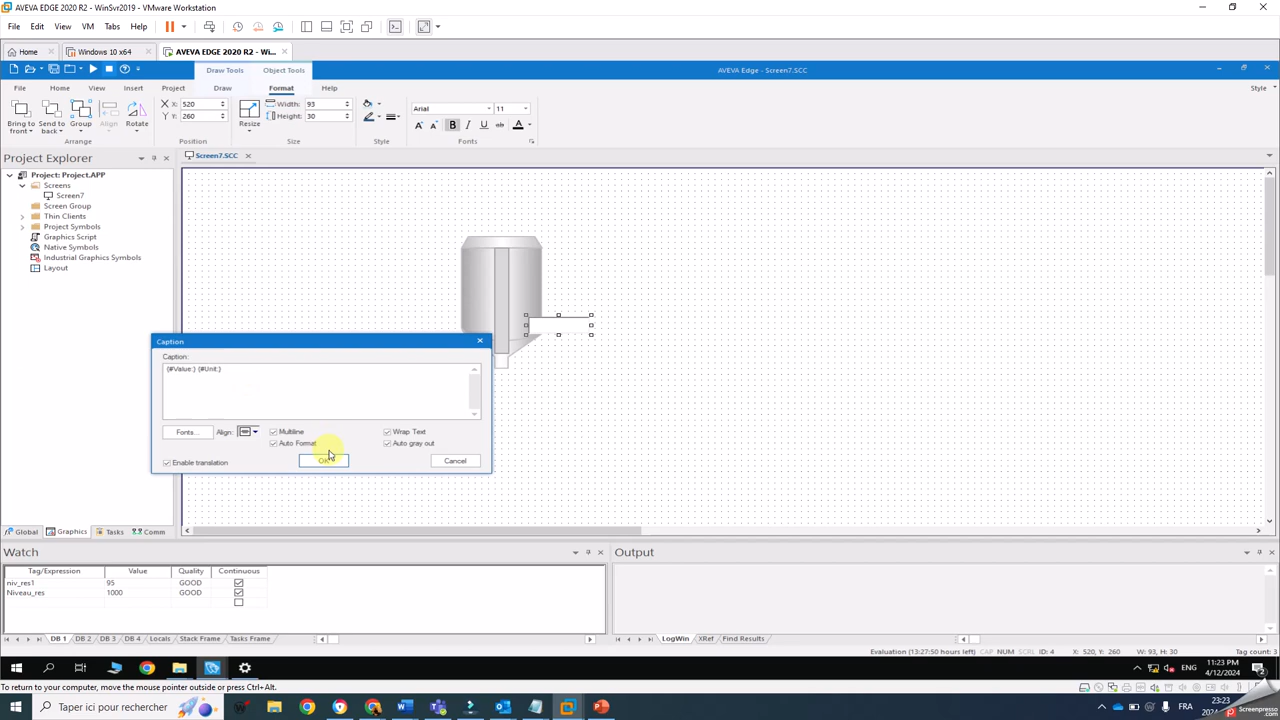 AVEVA EDGE 2020 R2 - WinSvr2019 - VMware Workstation
File Edit View VM Tabs Help
Home Windows 10 x64 AVEVA EDGE 2020 R2 - Wi...
Draw Tools Object Tools AVEVA Edge - Screen7.SCC
File Home View Insert Project Draw Format Help Style
Bring to front Send to back Group Align Rotate X: 520 Y: 260 Resize Width: 93 Height: 30 Arial 11
B I U A
Arrange Position Size Style Fonts
Project Explorer Screen7.SCC
Project: Project.APP
Screens
Screen7
Screen Group
Thin Clients
Project Symbols
Graphics Script
Native Symbols
Industrial Graphics Symbols
Layout
Caption
Caption:
{#Value:} {#Unit:}
Fonts... Align: Multiline Wrap Text
Auto Format Auto gray out
Enable translation OK Cancel
Global Graphics Tasks Comm
Watch Output
Tag/Expression Value Quality Continuous
niv_res1 95 GOOD
Niveau_res 1000 GOOD
DB 1 DB 2 DB 3 DB 4 Locals Stack Frame Tasks Frame LogWin XRef Find Results
Evaluation (13:27:50 hours left) CAP NUM SCRL ID: 4 X: 520, Y: 260 W: 93, H: 30 Tag count: 3
ENG 11:23 PM
4/12/2024
To return to your computer, move the mouse pointer outside or press Ctrl+Alt.
Taper ici pour rechercher FRA 23:23
Screenpresso.com